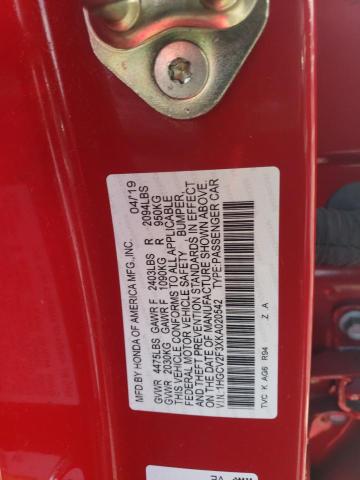 MFD.BY HONDA OF AMERICA MFG.,INC. 04/19
GVWR 4475LBS GAWR F 2403LBS R 2094LBS
GVWR 2030KG GAWR F 1090KG R 950KG
THIS VEHICLE CONFORMS TO ALL APPLICABLE
FEDERAL MOTOR VEHICLE SAFETY , BUMPER,
AND THEFT PREVENTION STANDARDS IN EFFECT
ON THE DATE OF MANUFACTURE SHOWN ABOVE.
VIN:1HGCV2F9XKA020542 TYPE:PASSENGER CAR
Z A
TVC K AG6 R94